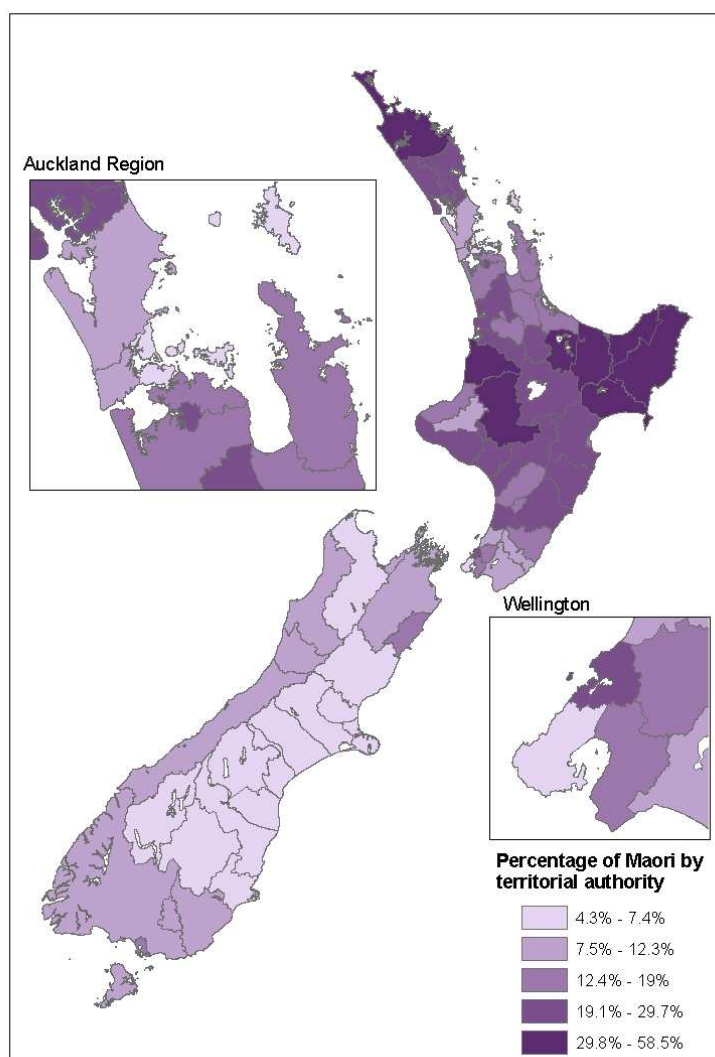 Auckland Region
Wellington
Percentage of Maori by
territorial authority
4.3% - 7.4%
7.5% - 12.3%
12.4% - 19%
19.1% - 29.7%
29.8% - 58.5%